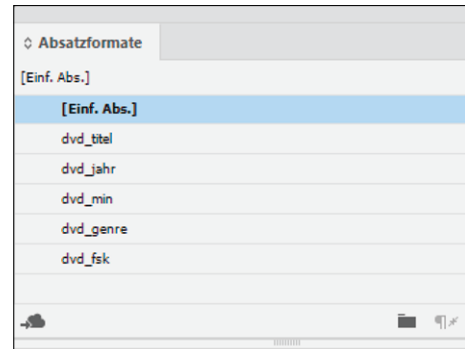 Absatzformate
[Einf. Abs.]
[Einf. Abs.]
dvd_titel
dvd_jahr
dvd_min
dvd_genre
dvd_fsk